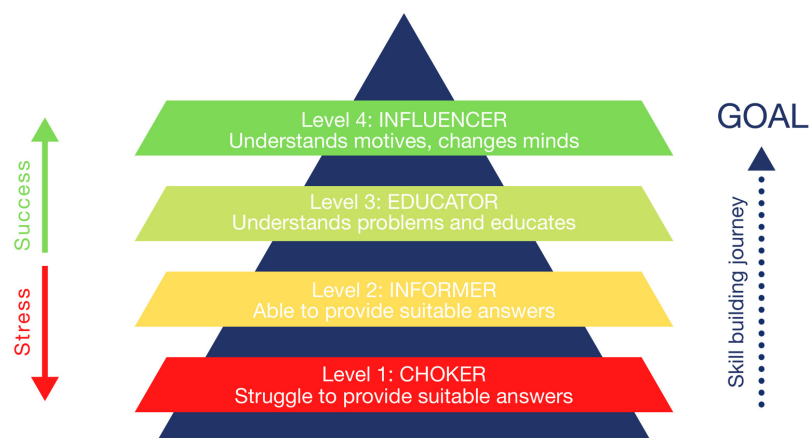 Level 4: INFLUENCER
Understands motives, changes minds
Level 3: EDUCATOR
Understands problems and educates
Level 2: INFORMER
Able to provide suitable answers
Level 1: CHOKER
Struggle to provide suitable answers
Success
Stress
GOAL
Skill building journey